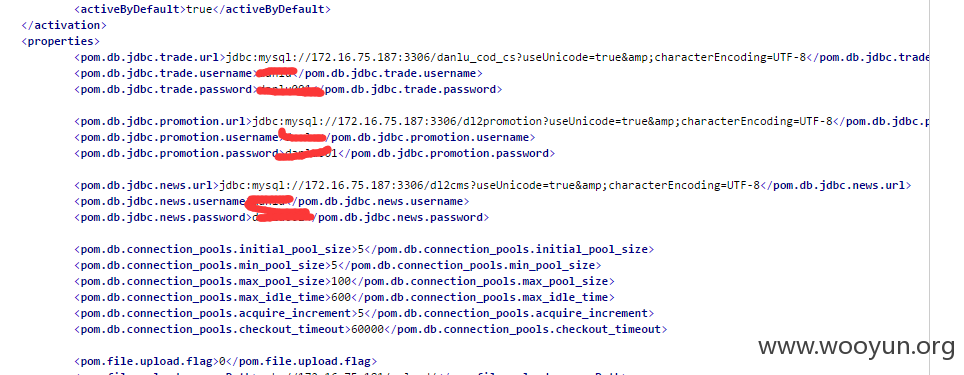 <activeByDefault>true</activeByDefault>
</activation>
<properties>
<pom.db.jdbc.trade.url>jdbc:mysql://172.16.75.187:3306/danlu_cod_cs?useUnicode=true&amp;characterEncoding=UTF-8</pom.db.jdbc.trade
<pom.db.jdbc.trade.username> </pom.db.jdbc.trade.username>
<pom.db.jdbc.trade.password> </pom.db.jdbc.trade.password>
<pom.db.jdbc.promotion.url>jdbc:mysql://172.16.75.187:3306/dl2promotion?useUnicode=true&amp;characterEncoding=UTF-8</pom.db.jdbc.p
<pom.db.jdbc.promotion.username> /pom.db.jdbc.promotion.username>
<pom.db.jdbc.promotion.password> </pom.db.jdbc.promotion.password>
<pom.db.jdbc.news.url>jdbc:mysql://172.16.75.187:3306/dl2cms?useUnicode=true&amp;characterEncoding=UTF-8</pom.db.jdbc.news.url>
<pom.db.jdbc.news.username> /pom.db.jdbc.news.username>
<pom.db.jdbc.news.password> /pom.db.jdbc.news.password>
<pom.db.connection_pools.initial_pool_size>5</pom.db.connection_pools.initial_pool_size>
<pom.db.connection_pools.min_pool_size>5</pom.db.connection_pools.min_pool_size>
<pom.db.connection_pools.max_pool_size>100</pom.db.connection_pools.max_pool_size>
<pom.db.connection_pools.max_idle_time>600</pom.db.connection_pools.max_idle_time>
<pom.db.connection_pools.acquire_increment>5</pom.db.connection_pools.acquire_increment>
<pom.db.connection_pools.checkout_timeout>60000</pom.db.connection_pools.checkout_timeout>
<pom.file.upload.flag>0</pom.file.upload.flag>
www.wooyun.org